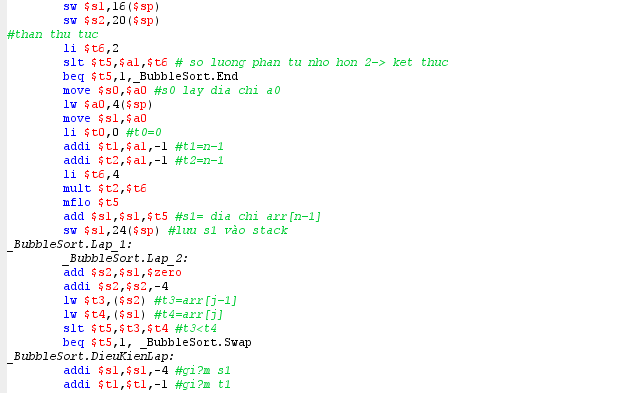 sw $s1,16($sp)
sw $s2,20($sp)
#than thu tuc
li $t6,2
slt $t5,$a1,$t6 # so luong phan tu nho hon 2-> ket thuc
beq $t5,1,_BubbleSort.End
move $s0,$a0 #s0 lay dia chi a0
lw $a0,4($sp)
move $s1,$a0
li $t0,0 #t0=0
addi $t1,$a1,-1 #t1=n-1
addi $t2,$a1,-1 #t2=n-1
li $t6,4
mult $t2,$t6
mflo $t5
add $s1,$s1,$t5 #s1= dia chi arr[n-1]
sw $s1,24($sp) #luu s1 vào stack
_BubbleSort.Lap_1:
_BubbleSort.Lap_2:
add $s2,$s1,$zero
addi $s2,$s2,-4
lw $t3,($s2) #t3=arr[j-1]
lw $t4,($s1) #t4=arr[j]
slt $t5,$t3,$t4 #t3<t4
beq $t5,1, _BubbleSort.Swap
_BubbleSort.DieuKienLap:
addi $s1,$s1,-4 #gi?m s1
addi $t1,$t1,-1 #gi?m t1